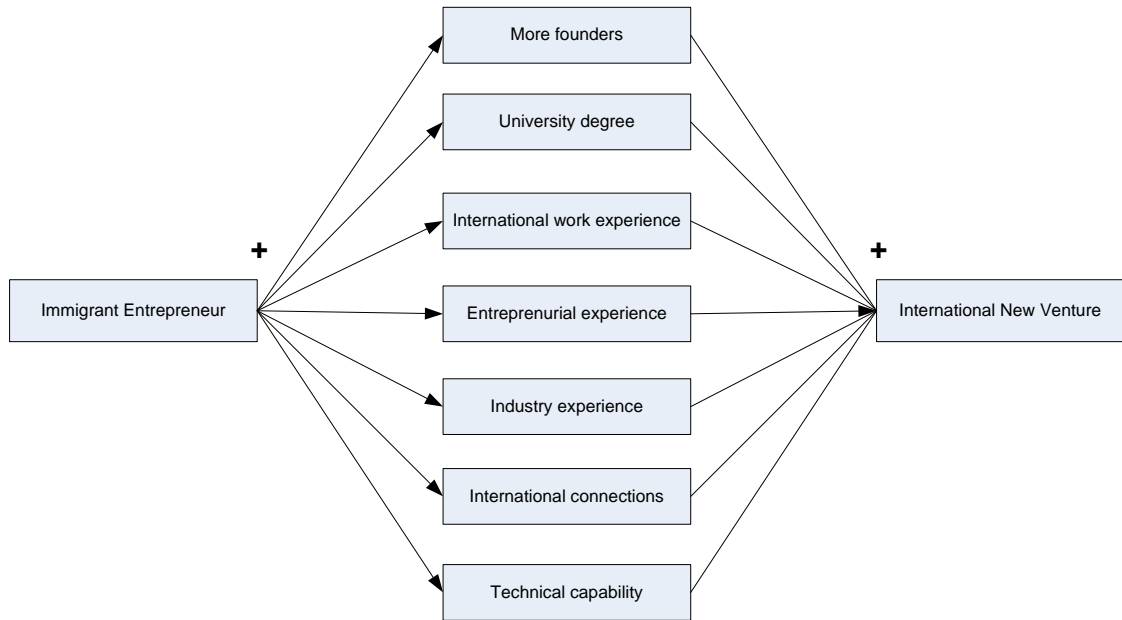 More founders
University degree
International work experience
+
+
Immigrant Entrepreneur
Entreprenurial experience
International New Venture
Industry experience
International connections
Technical capability